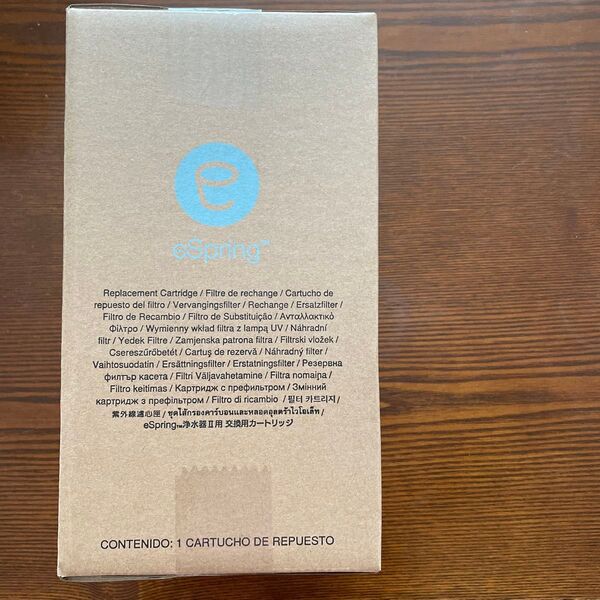 e
eSpring™
Replacement Cartridge / Filtre de rechange / Cartucho de
repuesto del filtro / Vervangingsfilter / Rechange / Ersatzfilter /
Filtro de Recambio / Filtro de Substituição / Ανταλλακτικό
Φίλτρο / Wymienny wkład filtra z lampą UV / Náhradní
filtr / Yedek Filtre / Zamjenska patrona filtra / Filtrski vložek /
Csereszűrőbetét / Cartuş de rezervă / Náhradný filter /
Vaihtosuodatin / Ersättningsfilter / Erstatningsfilter / Резервна
филтър касета / Filtri Väljavahetamine / Filtra nomaiņa /
Filtro keitimas / Картридж с префильтром / Змінний
картридж з префільтром / Filtro di ricambio / 필터 카트리지 /
紫外線濾心匣 / ชุดไส้กรองคาร์บอนและหลอดอุลตร้าไวโอเล็ท /
eSpring™浄水器Ⅱ用 交換用カートリッジ
CONTENIDO: 1 CARTUCHO DE REPUESTO